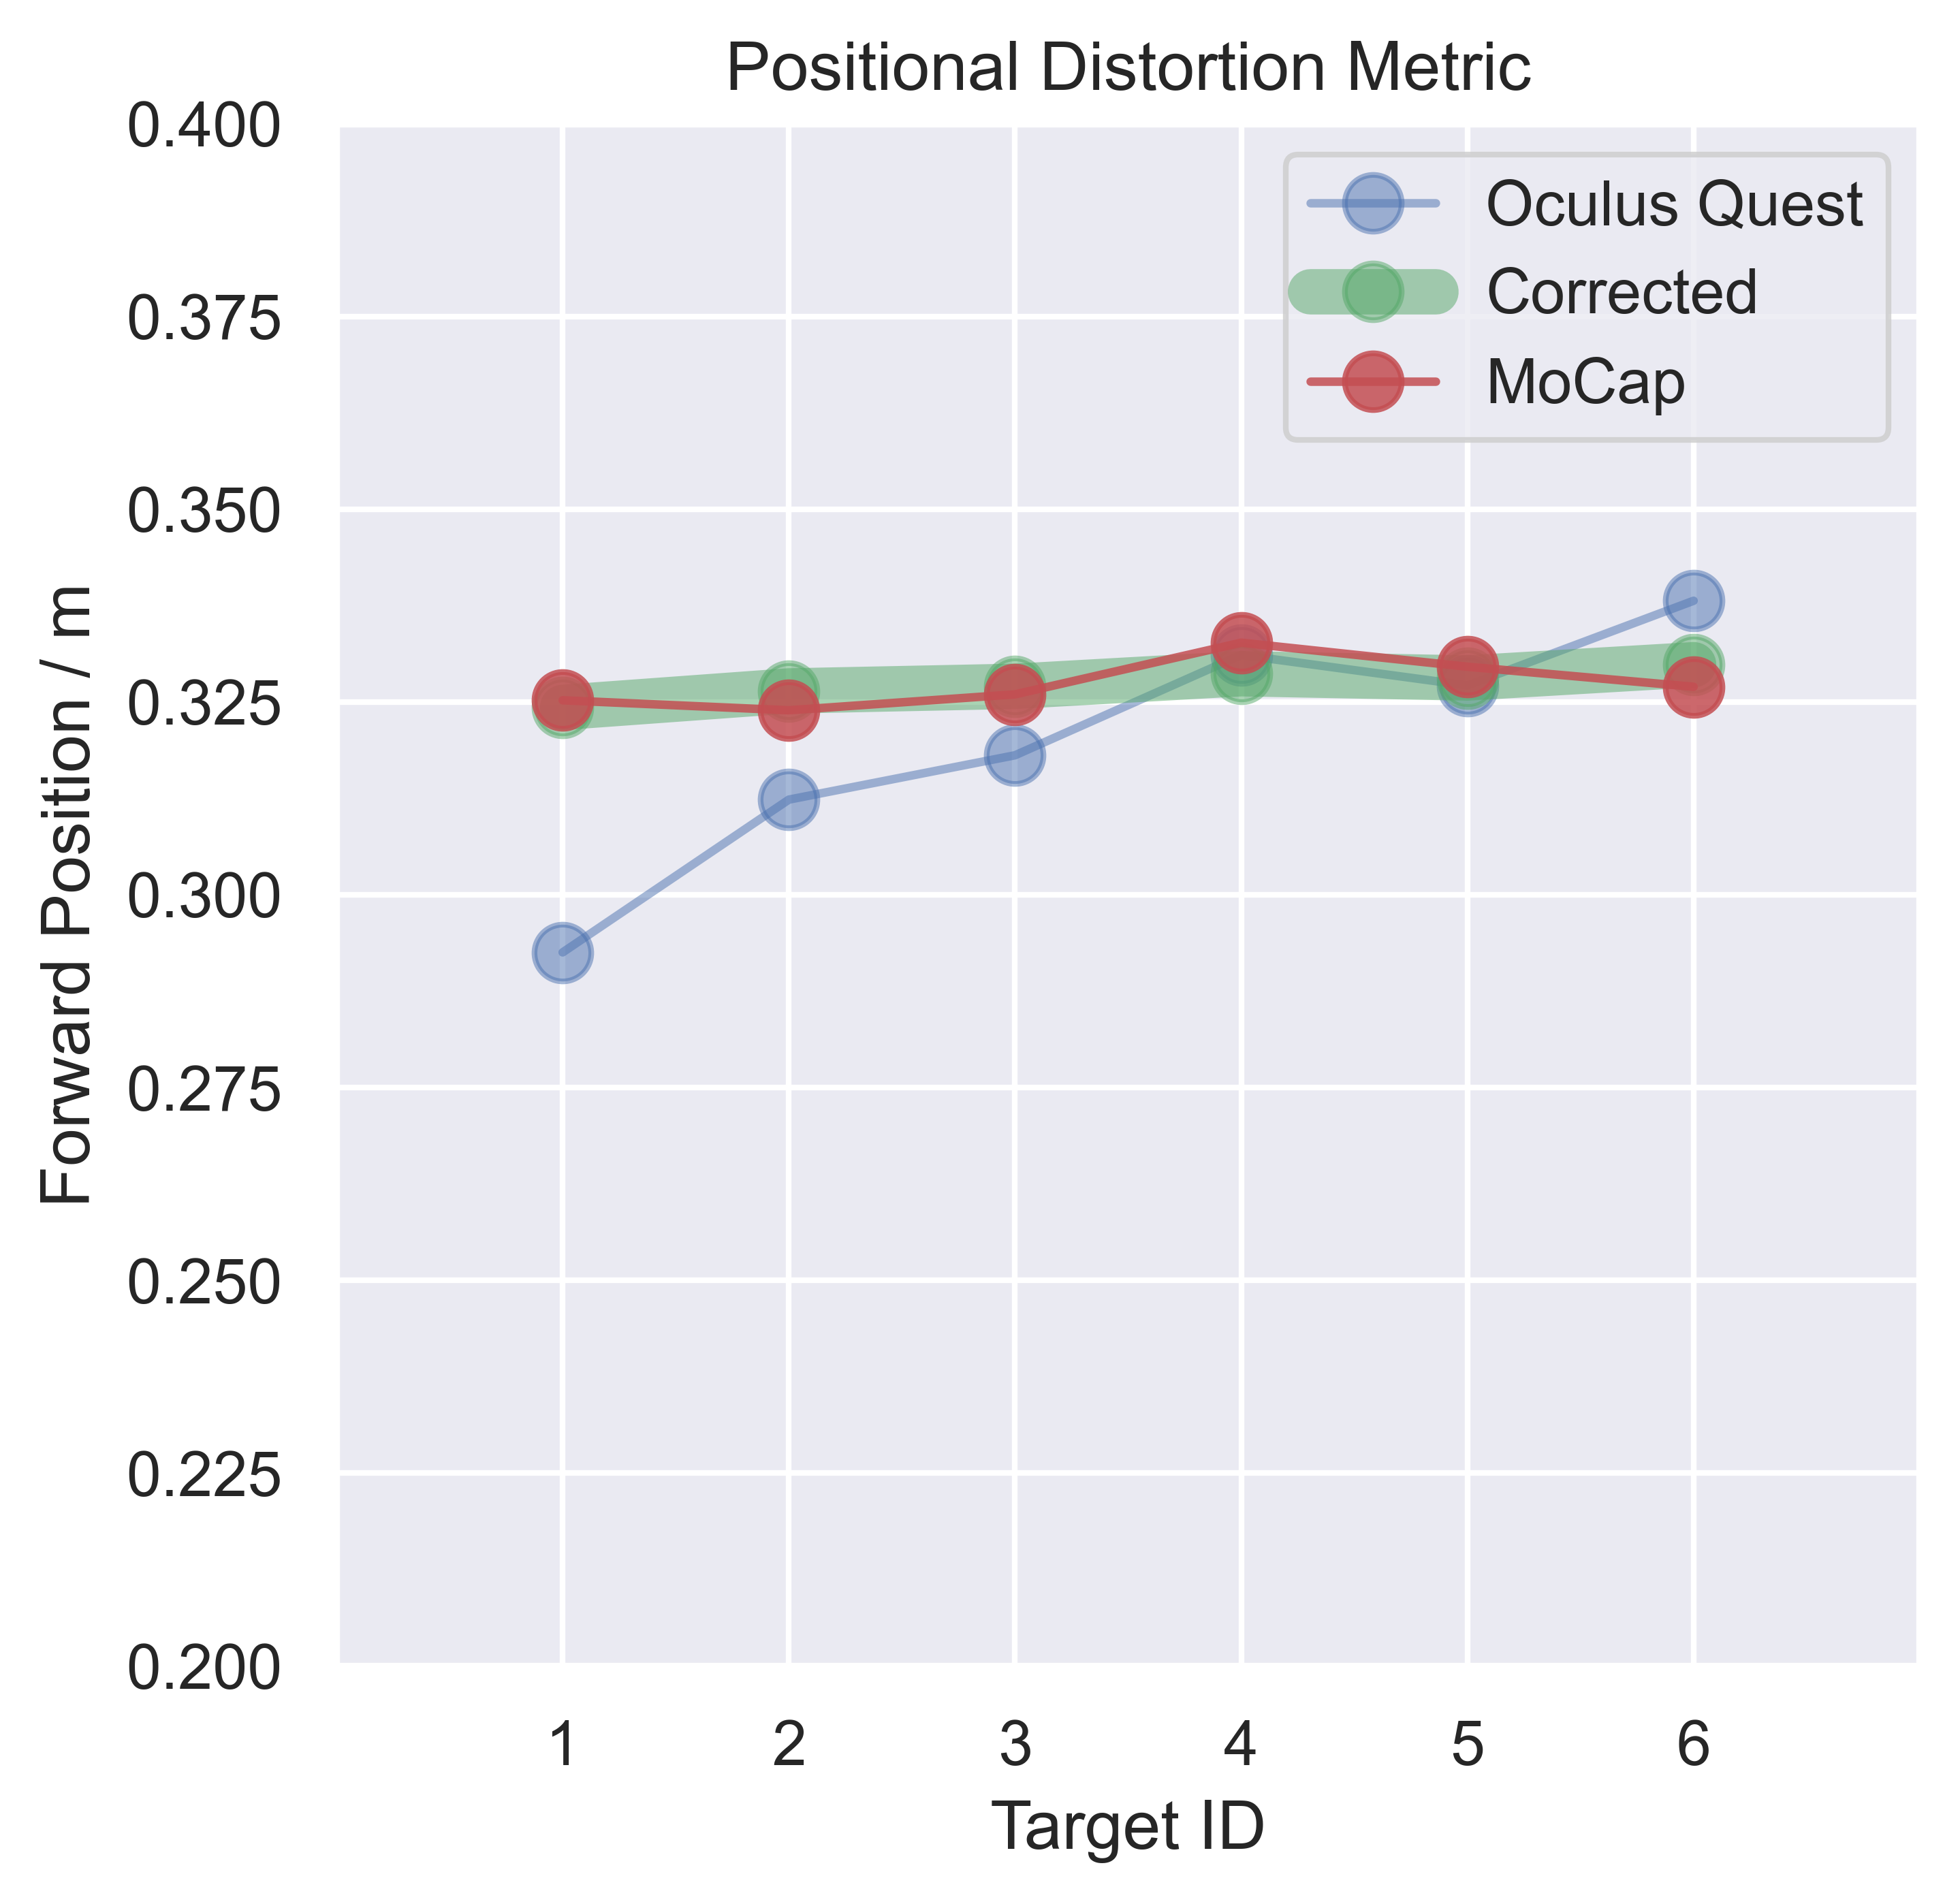 Positional Distortion Metric
0.400
0.375
0.350
0.325
0.300
0.275
0.250
0.225
0.200
Forward Position / m
Oculus Quest
Corrected
MoCap
1 2 3 4 5 6
Target ID